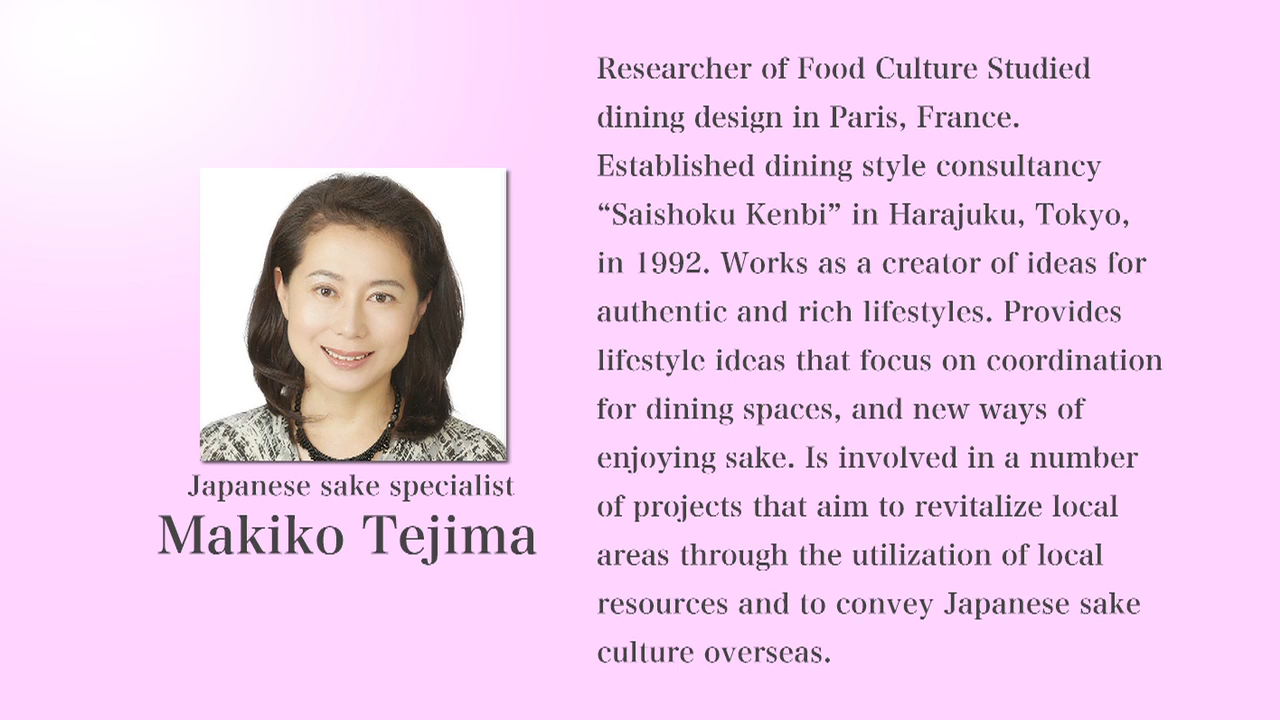 Japanese sake specialist
Makiko Tejima
Researcher of Food Culture Studied
dining design in Paris, France.
Established dining style consultancy
“Saishoku Kenbi” in Harajuku, Tokyo,
in 1992. Works as a creator of ideas for
authentic and rich lifestyles. Provides
lifestyle ideas that focus on coordination
for dining spaces, and new ways of
enjoying sake. Is involved in a number
of projects that aim to revitalize local
areas through the utilization of local
resources and to convey Japanese sake
culture overseas.